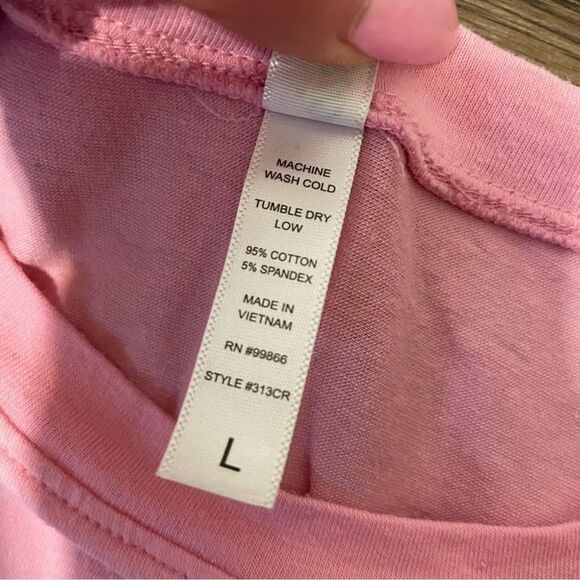 MACHINE
WASH COLD
TUMBLE DRY
LOW
95% COTTON
5% SPANDEX
MADE IN
VIETNAM
RN #99866
STYLE #313CR
L